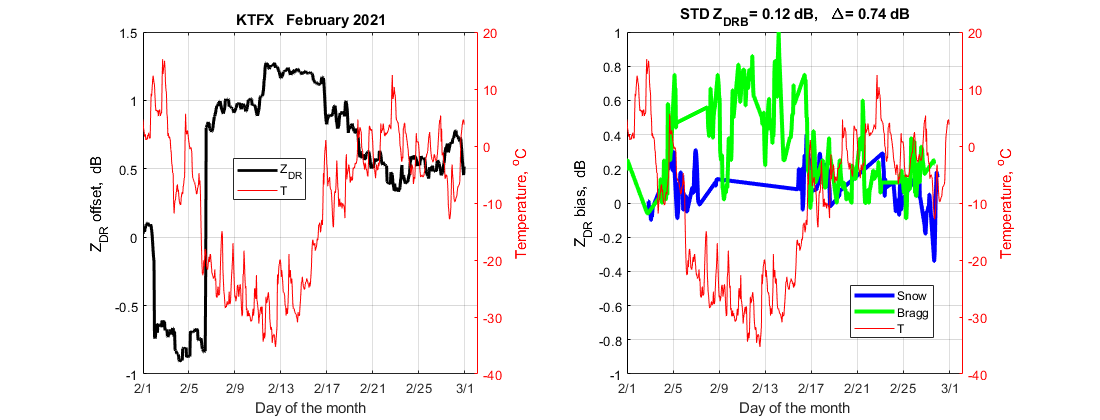 KTFX February 2021
1.5
1
0.5
0
-0.5
-1
Z_DR offset, dB
20
10
0
-10
-20
-30
-40
Temperature, °C
Z_DR
T
2/1 2/5 2/9 2/13 2/17 2/21 2/25 3/1
Day of the month
STD Z_DRB = 0.12 dB, Δ = 0.74 dB
1
0.8
0.6
0.4
0.2
0
-0.2
-0.4
-0.6
-0.8
-1
Z_DR bias, dB
20
10
0
-10
-20
-30
-40
Temperature, °C
Snow
Bragg
T
2/1 2/5 2/9 2/13 2/17 2/21 2/25 3/1
Day of the month